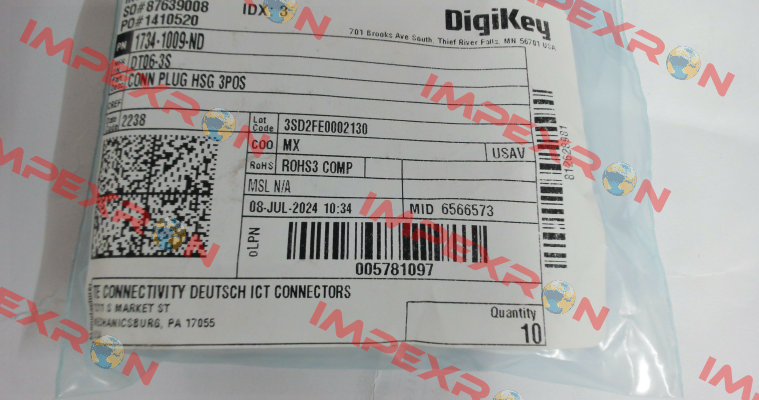 SO#87639008 IDX 3
PO#1410520
DigiKey
701 Brooks Ave South, Thief River Falls, MN 56701 USA
PN 1734-1009-ND
DT06-3S
CONN PLUG HSG 3POS
CREF
2238
Lot Code 3SD2FE0002130
COO MX USAV
RoHS ROHS3 COMP
MSL N/A
08-JUL-2024 10:34 MID 6566573
oLPN
005781097
TE CONNECTIVITY DEUTSCH ICT CONNECTORS
S MARKET ST
MECHANICSBURG, PA 17055
Quantity
10
IMPEXRON
IMPEXRON
IMPEXRON
IMPEXRON
IMPEXRON
IMPEXRON